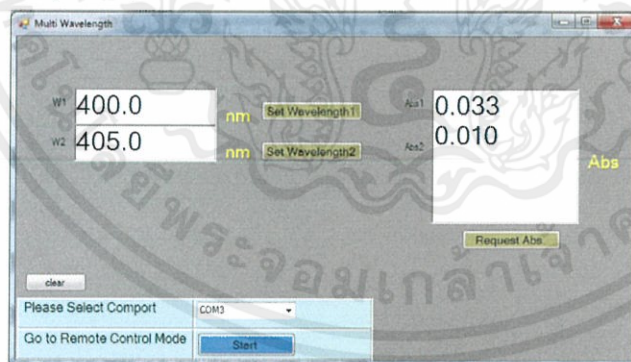 Multi Wavelength
W1 400.0 nm Set Wavelength1 Abs1 0.033
W2 405.0 nm Set Wavelength2 Abs2 0.010
Abs
Request Abs.
clear
Please Select Comport COM3
Go to Remote Control Mode Start